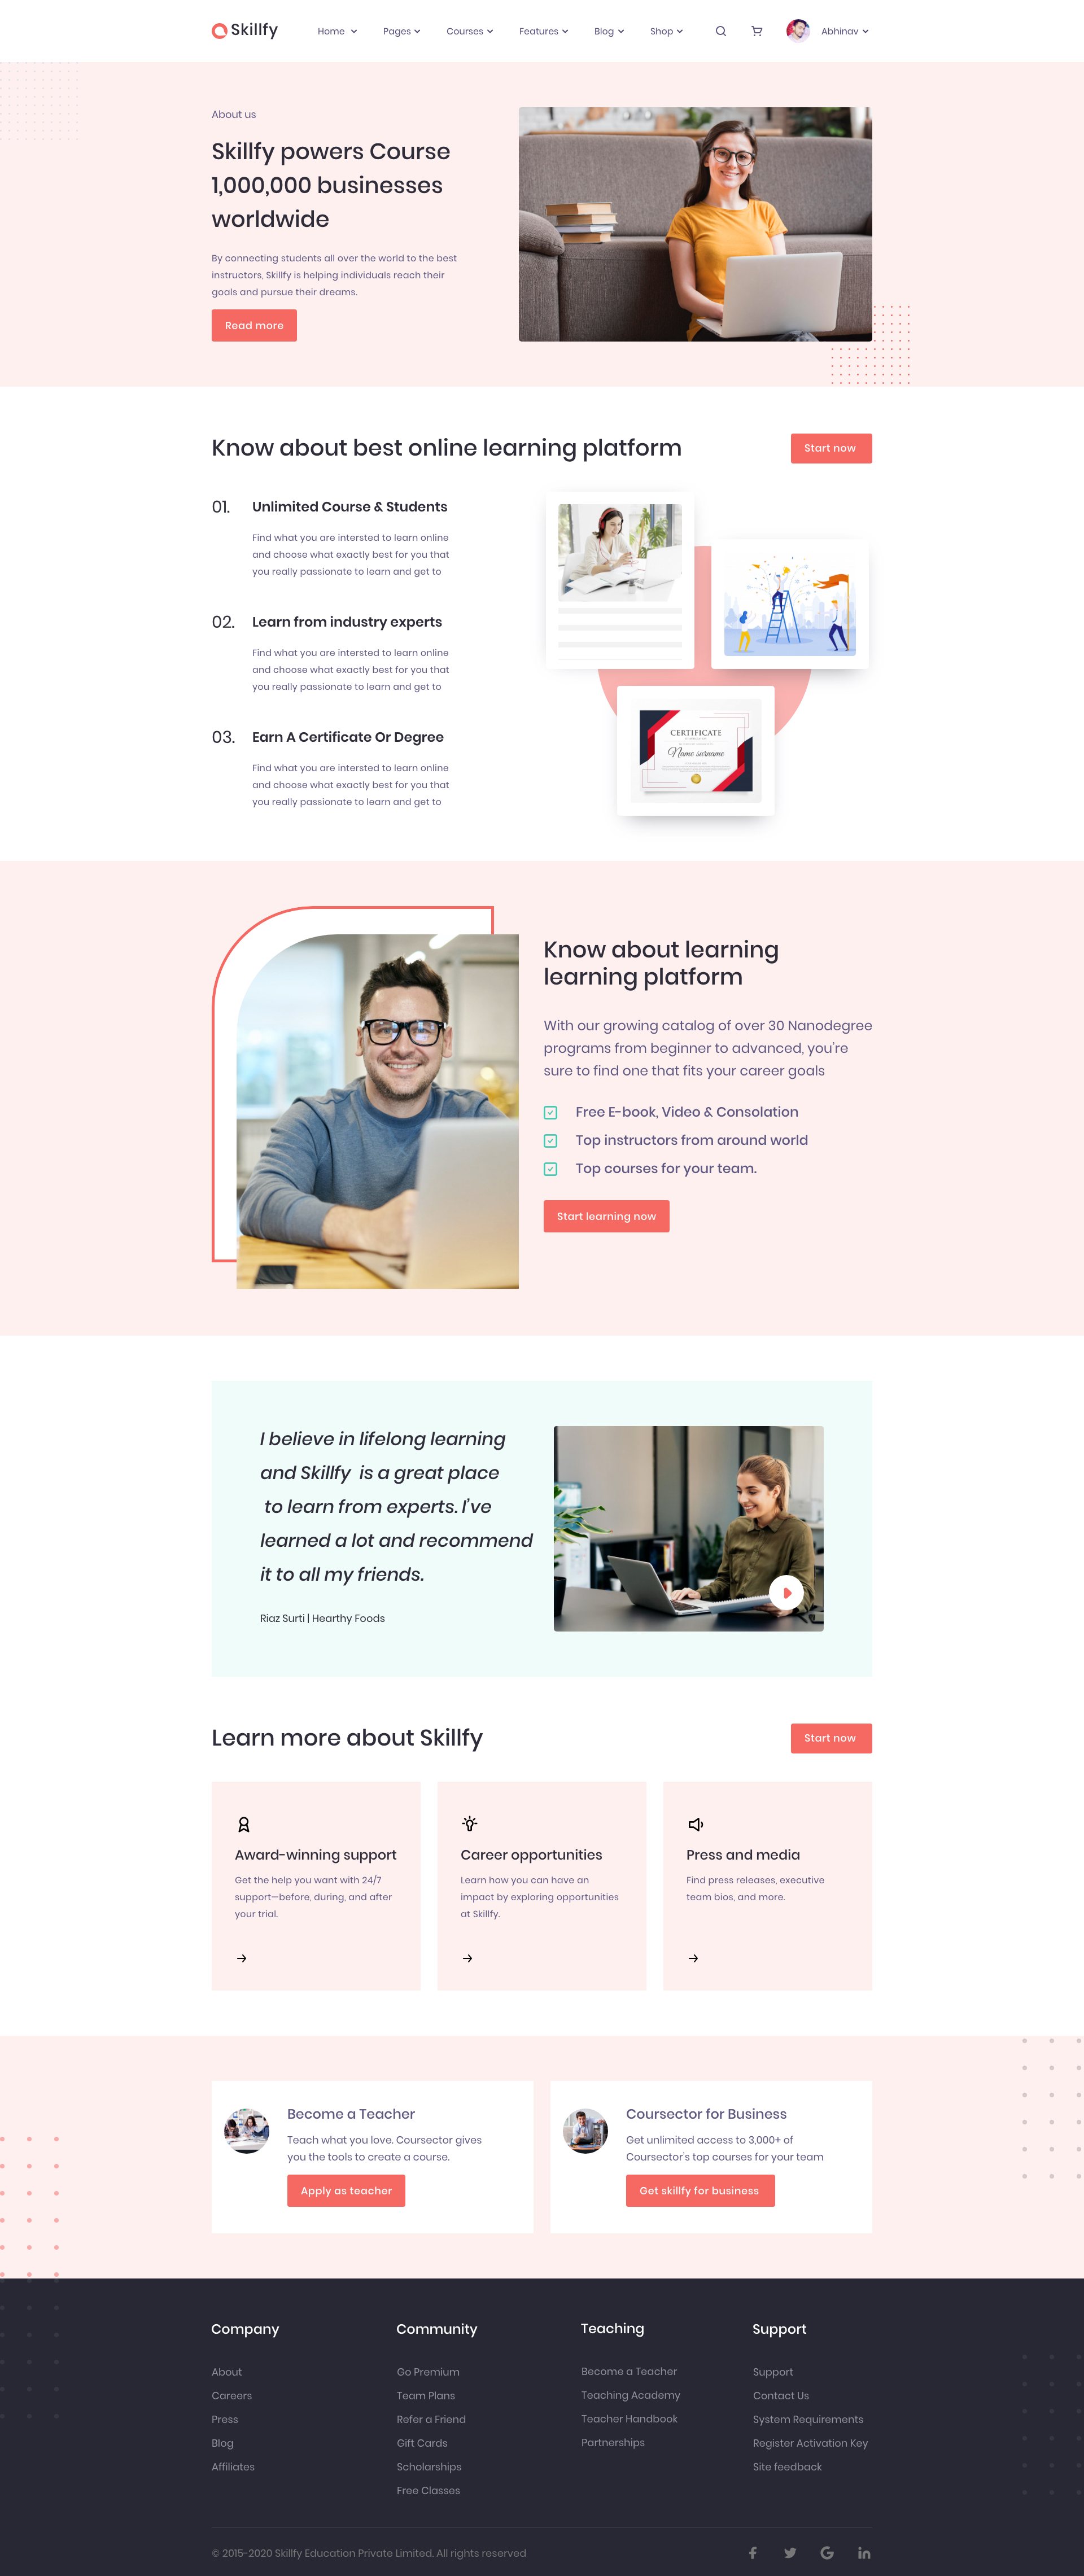 Skillfy
Home
Pages
Courses
Features
Blog
Shop
Abhinav
About us
Skillfy powers Course
1,000,000 businesses
worldwide
By connecting students all over the world to the best
instructors, Skillfy is helping individuals reach their
goals and pursue their dreams.
Read more
Know about best online learning platform
Start now
01.
Unlimited Course & Students
Find what you are intersted to learn online
and choose what exactly best for you that
you really passionate to learn and get to
02.
Learn from industry experts
Find what you are intersted to learn online
and choose what exactly best for you that
you really passionate to learn and get to
03.
Earn A Certificate Or Degree
Find what you are intersted to learn online
and choose what exactly best for you that
you really passionate to learn and get to
CERTIFICATE
Name surname
Know about learning
learning platform
With our growing catalog of over 30 Nanodegree
programs from beginner to advanced, you're
sure to find one that fits your career goals
Free E-book, Video & Consolation
Top instructors from around world
Top courses for your team.
Start learning now
I believe in lifelong learning
and Skillfy is a great place
to learn from experts. I've
learned a lot and recommend
it to all my friends.
Riaz Surti | Hearthy Foods
Learn more about Skillfy
Start now
Award-winning support
Get the help you want with 24/7
support—before, during, and after
your trial.
Career opportunities
Learn how you can have an
impact by exploring opportunities
at Skillfy.
Press and media
Find press releases, executive
team bios, and more.
Become a Teacher
Teach what you love. Coursector gives
you the tools to create a course.
Apply as teacher
Coursector for Business
Get unlimited access to 3,000+ of
Coursector's top courses for your team
Get skillfy for business
Company
About
Careers
Press
Blog
Affiliates
Community
Go Premium
Team Plans
Refer a Friend
Gift Cards
Scholarships
Free Classes
Teaching
Become a Teacher
Teaching Academy
Teacher Handbook
Partnerships
Support
Support
Contact Us
System Requirements
Register Activation Key
Site feedback
© 2015-2020 Skillfy Education Private Limited. All rights reserved